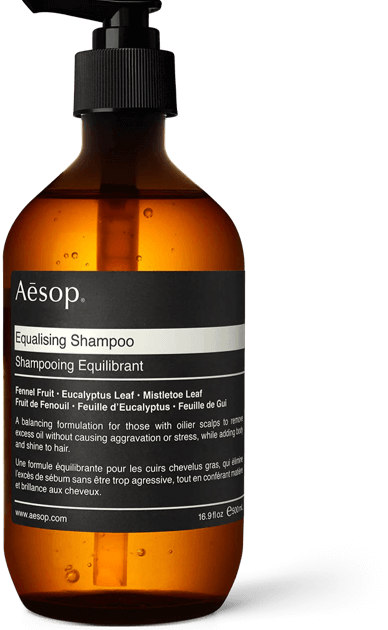 Aēsop®
Equalising Shampoo
Shampooing Equilibrant
Fennel Fruit · Eucalyptus Leaf · Mistletoe Leaf
Fruit de Fenouil · Feuille d'Eucalyptus · Feuille de Gui
A balancing formulation for those with oilier scalps to remove
excess oil without causing aggravation or stress, while adding body
and shine to hair.
Une formule équilibrante pour les cuirs chevelus gras, qui élimine
l'excès de sébum sans être trop agressive, tout en conférant matière
et brillance aux cheveux.
www.aesop.com 16.9 fl oz ℮500 mL